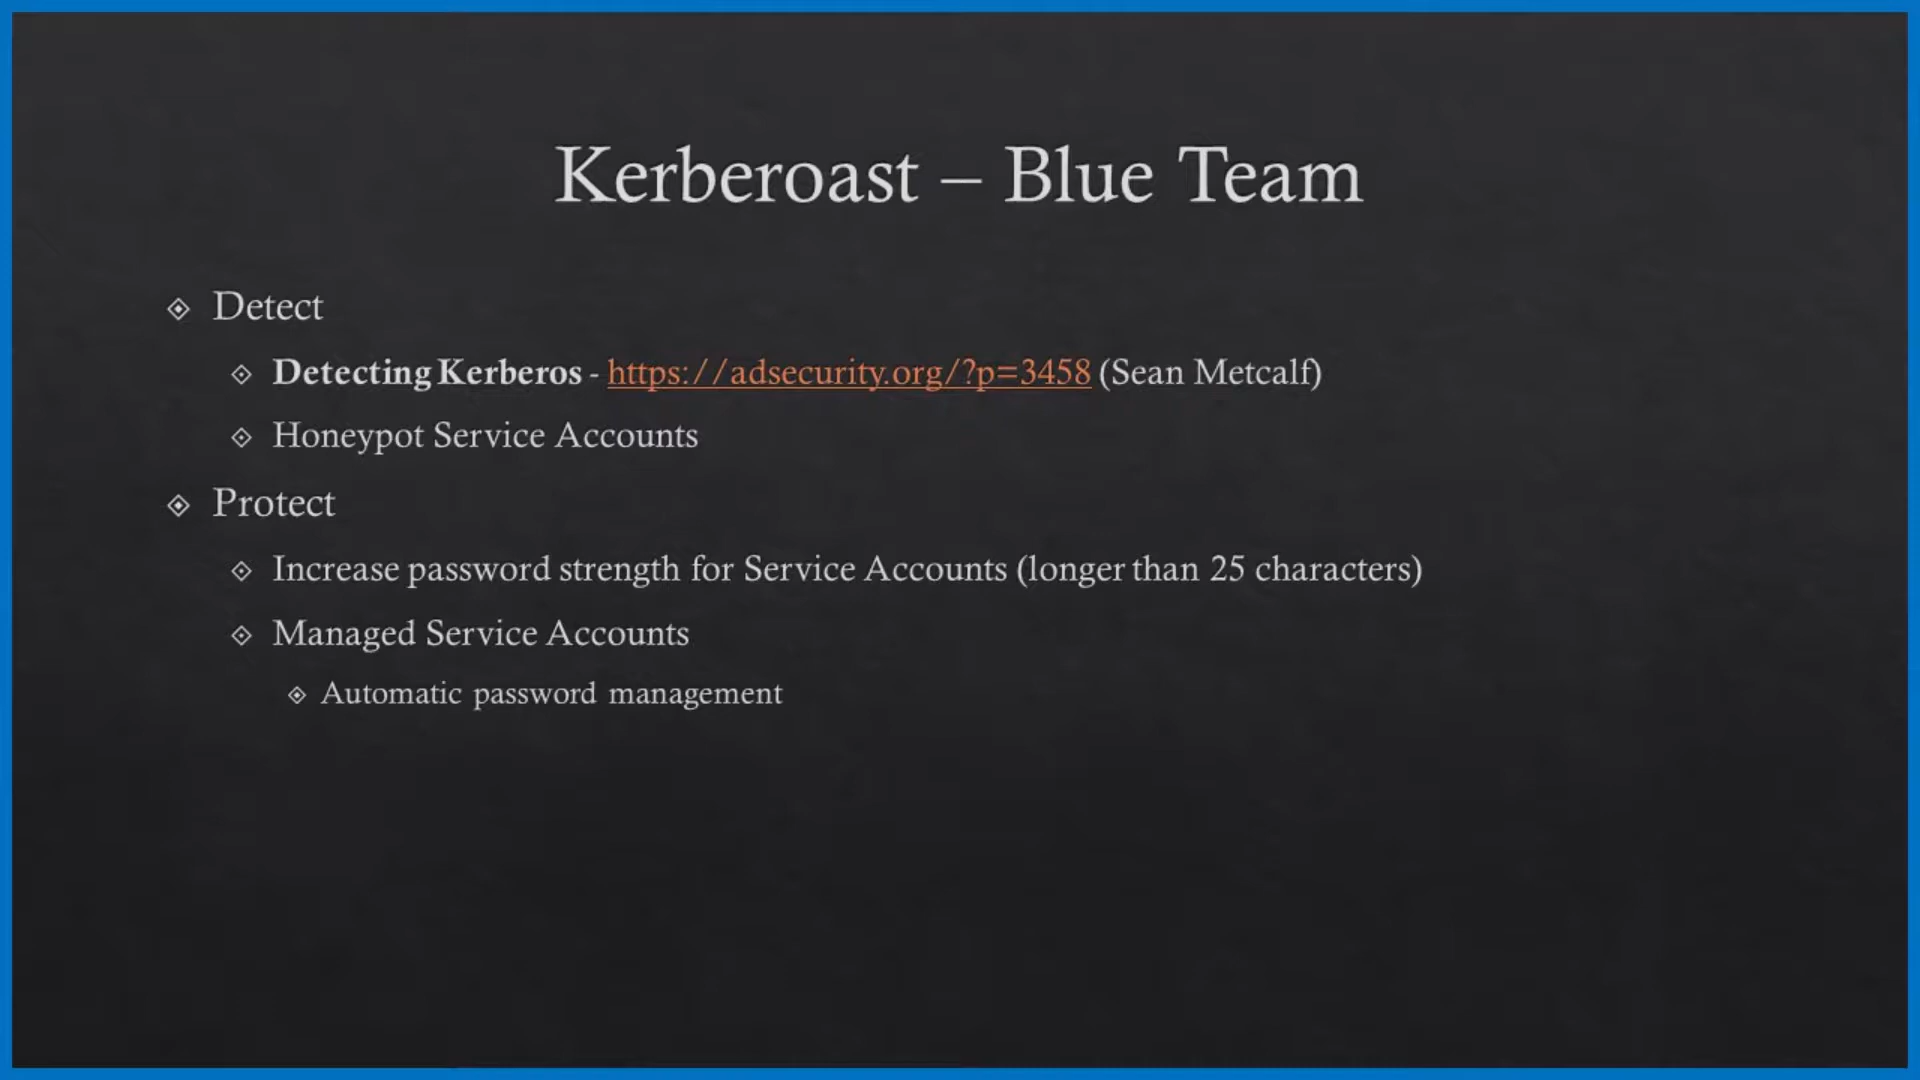 Kerberoast – Blue Team
Detect
Detecting Kerberos - https://adsecurity.org/?p=3458 (Sean Metcalf)
Honeypot Service Accounts
Protect
Increase password strength for Service Accounts (longer than 25 characters)
Managed Service Accounts
Automatic password management